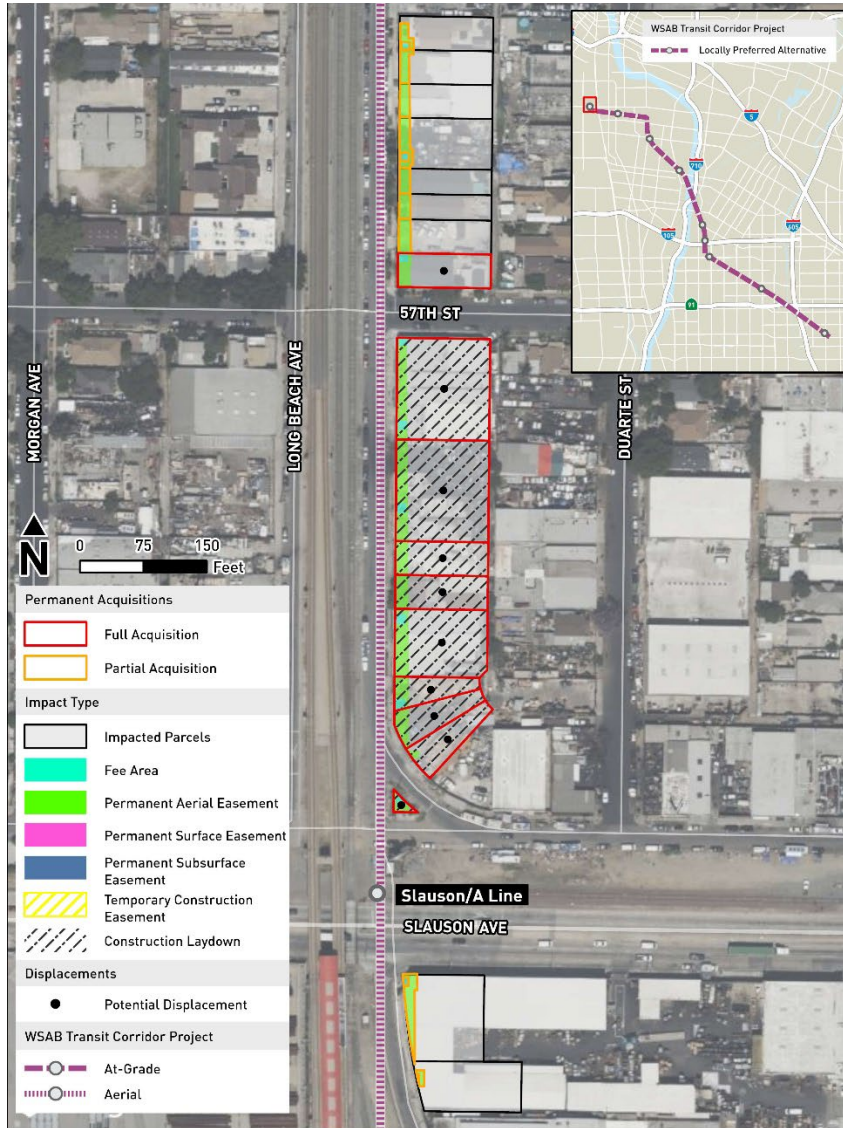 WSAB Transit Corridor Project
Locally Preferred Alternative
5
710
105
605
91
57TH ST
MORGAN AVE
LONG BEACH AVE
DUARTE ST
N
0 75 150
Feet
Permanent Acquisitions
Full Acquisition
Partial Acquisition
Impact Type
Impacted Parcels
Fee Area
Permanent Aerial Easement
Permanent Surface Easement
Permanent Subsurface
Easement
Temporary Construction
Easement
Construction Laydown
Displacements
Potential Displacement
WSAB Transit Corridor Project
At-Grade
Aerial
Slauson/A Line
SLAUSON AVE